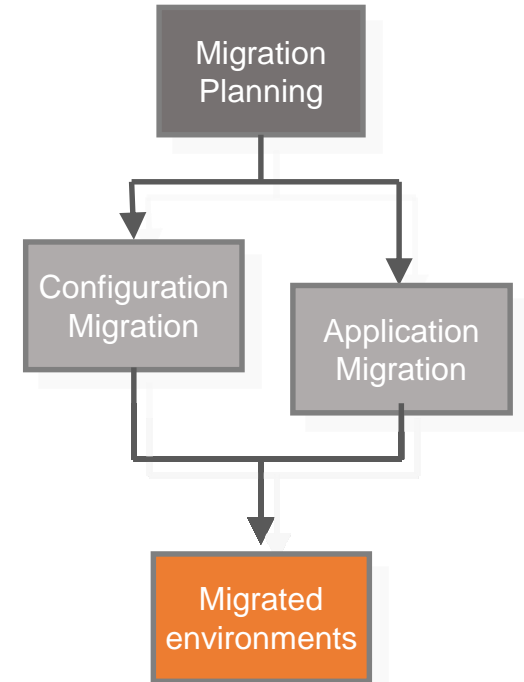 Migration
Planning
Configuration
Migration
Application
Migration
Migrated
environments